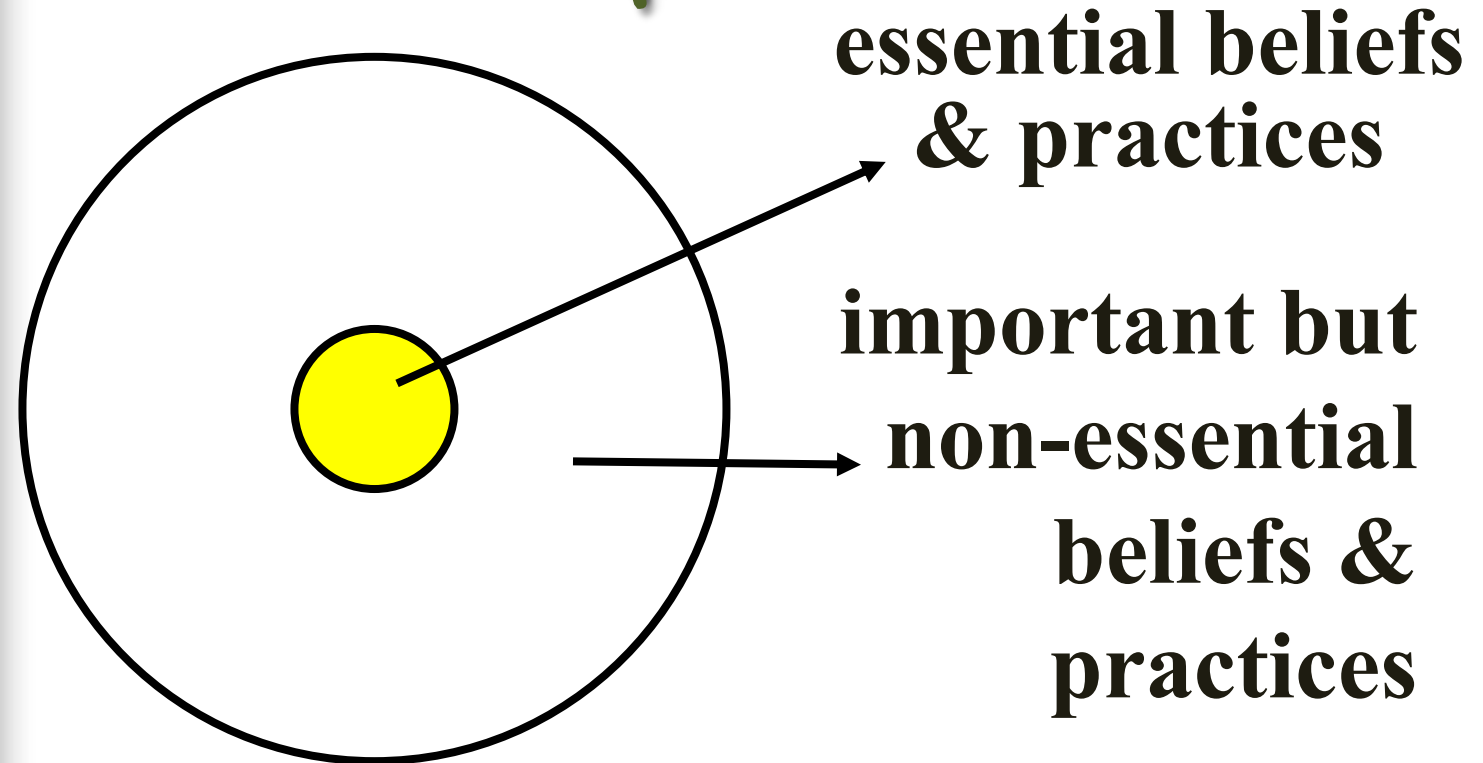 essential beliefs
& practices
important but
non-essential
beliefs &
practices